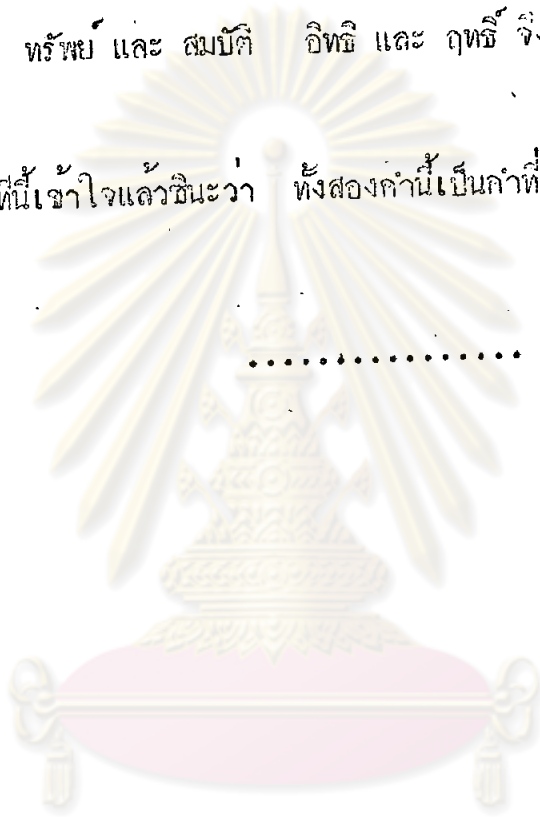 ทรัพย์ และ สมบัติ อิทธิ และ ฤทธิ์ จึง
ทีนี้เข้าใจแล้วซินะว่า ทั้งสองคำนี้เป็นคำที่
................